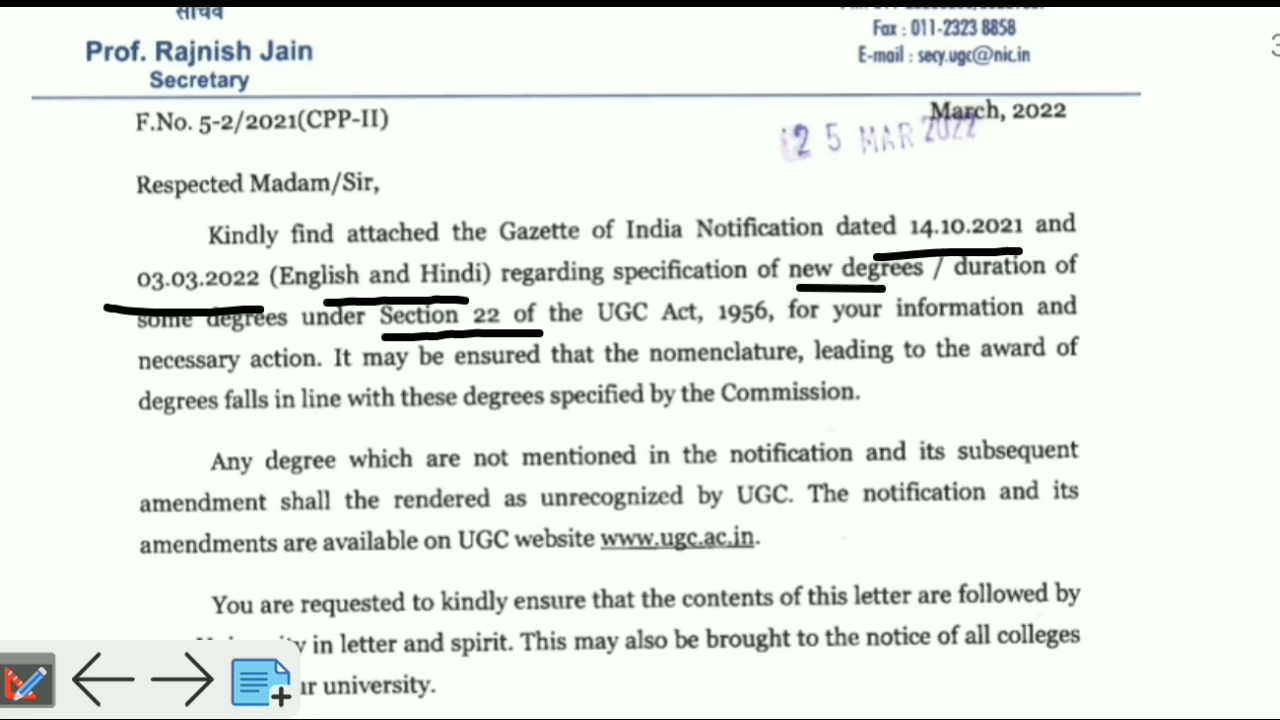 सचिव
Prof. Rajnish Jain
Secretary
Fax : 011-2323 8858
E-mail : secy.ugc@nic.in
3
F.No. 5-2/2021(CPP-II)
March, 2022
25 MAR 2022
Respected Madam/Sir,
Kindly find attached the Gazette of India Notification dated 14.10.2021 and
03.03.2022 (English and Hindi) regarding specification of new degrees / duration of
some degrees under Section 22 of the UGC Act, 1956, for your information and
necessary action. It may be ensured that the nomenclature, leading to the award of
degrees falls in line with these degrees specified by the Commission.
Any degree which are not mentioned in the notification and its subsequent
amendment shall the rendered as unrecognized by UGC. The notification and its
amendments are available on UGC website www.ugc.ac.in.
You are requested to kindly ensure that the contents of this letter are followed by
in letter and spirit. This may also be brought to the notice of all colleges
university.